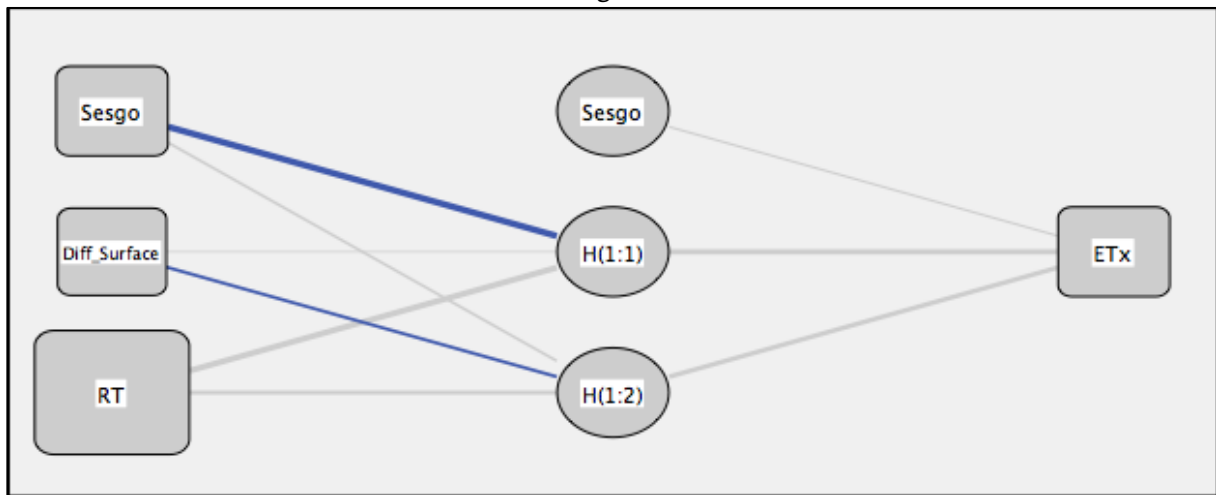 Sesgo
Sesgo
Diff_Surface
H(1:1)
ETx
RT
H(1:2)